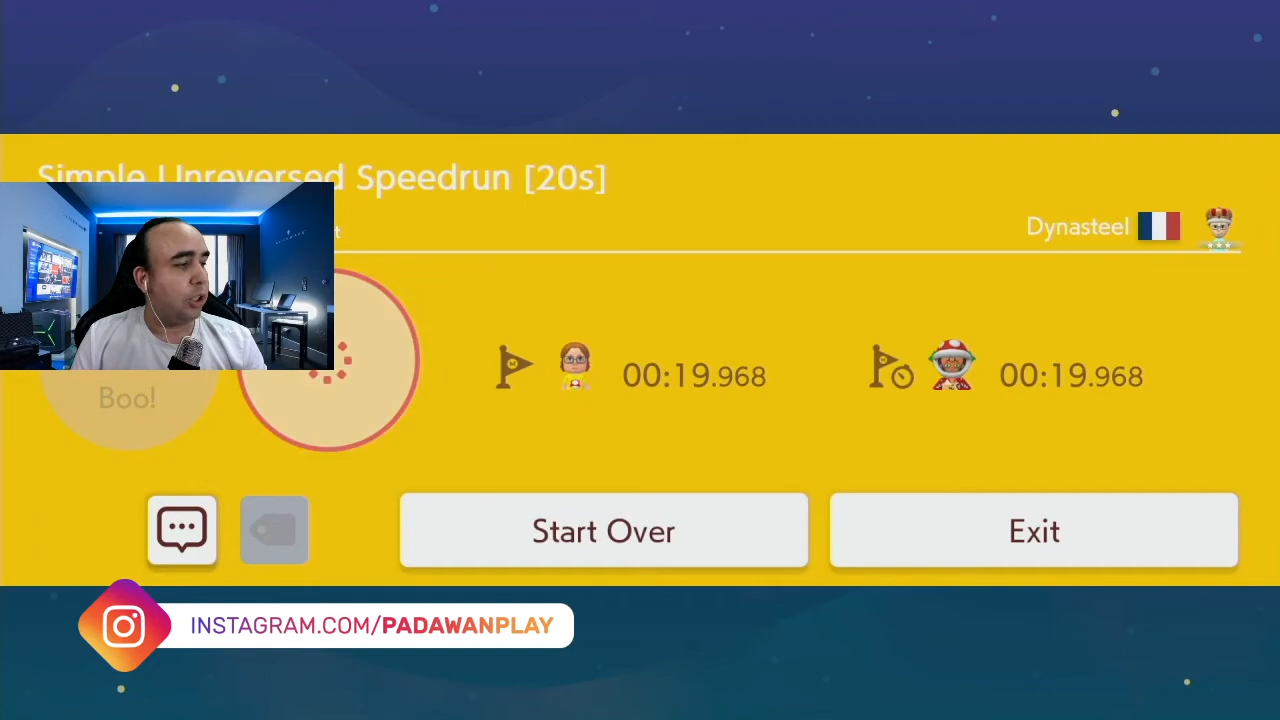 Simple Unreversed Speedrun [20s]
Dynasteel
00:19.968
00:19.968
Boo!
Start Over
Exit
INSTAGRAM.COM/PADAWANPLAY